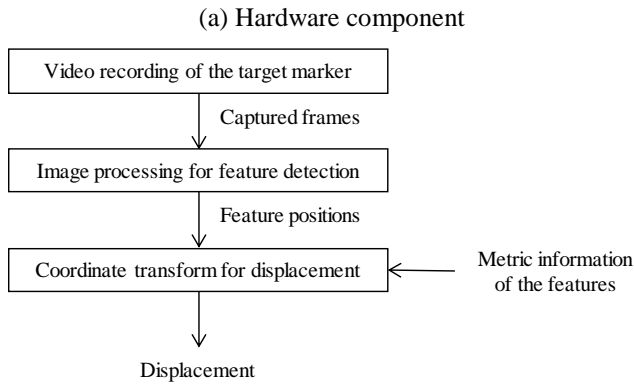 (a) Hardware component
Video recording of the target marker
Captured frames
Image processing for feature detection
Feature positions
Coordinate transform for displacement
Metric information
of the features
Displacement